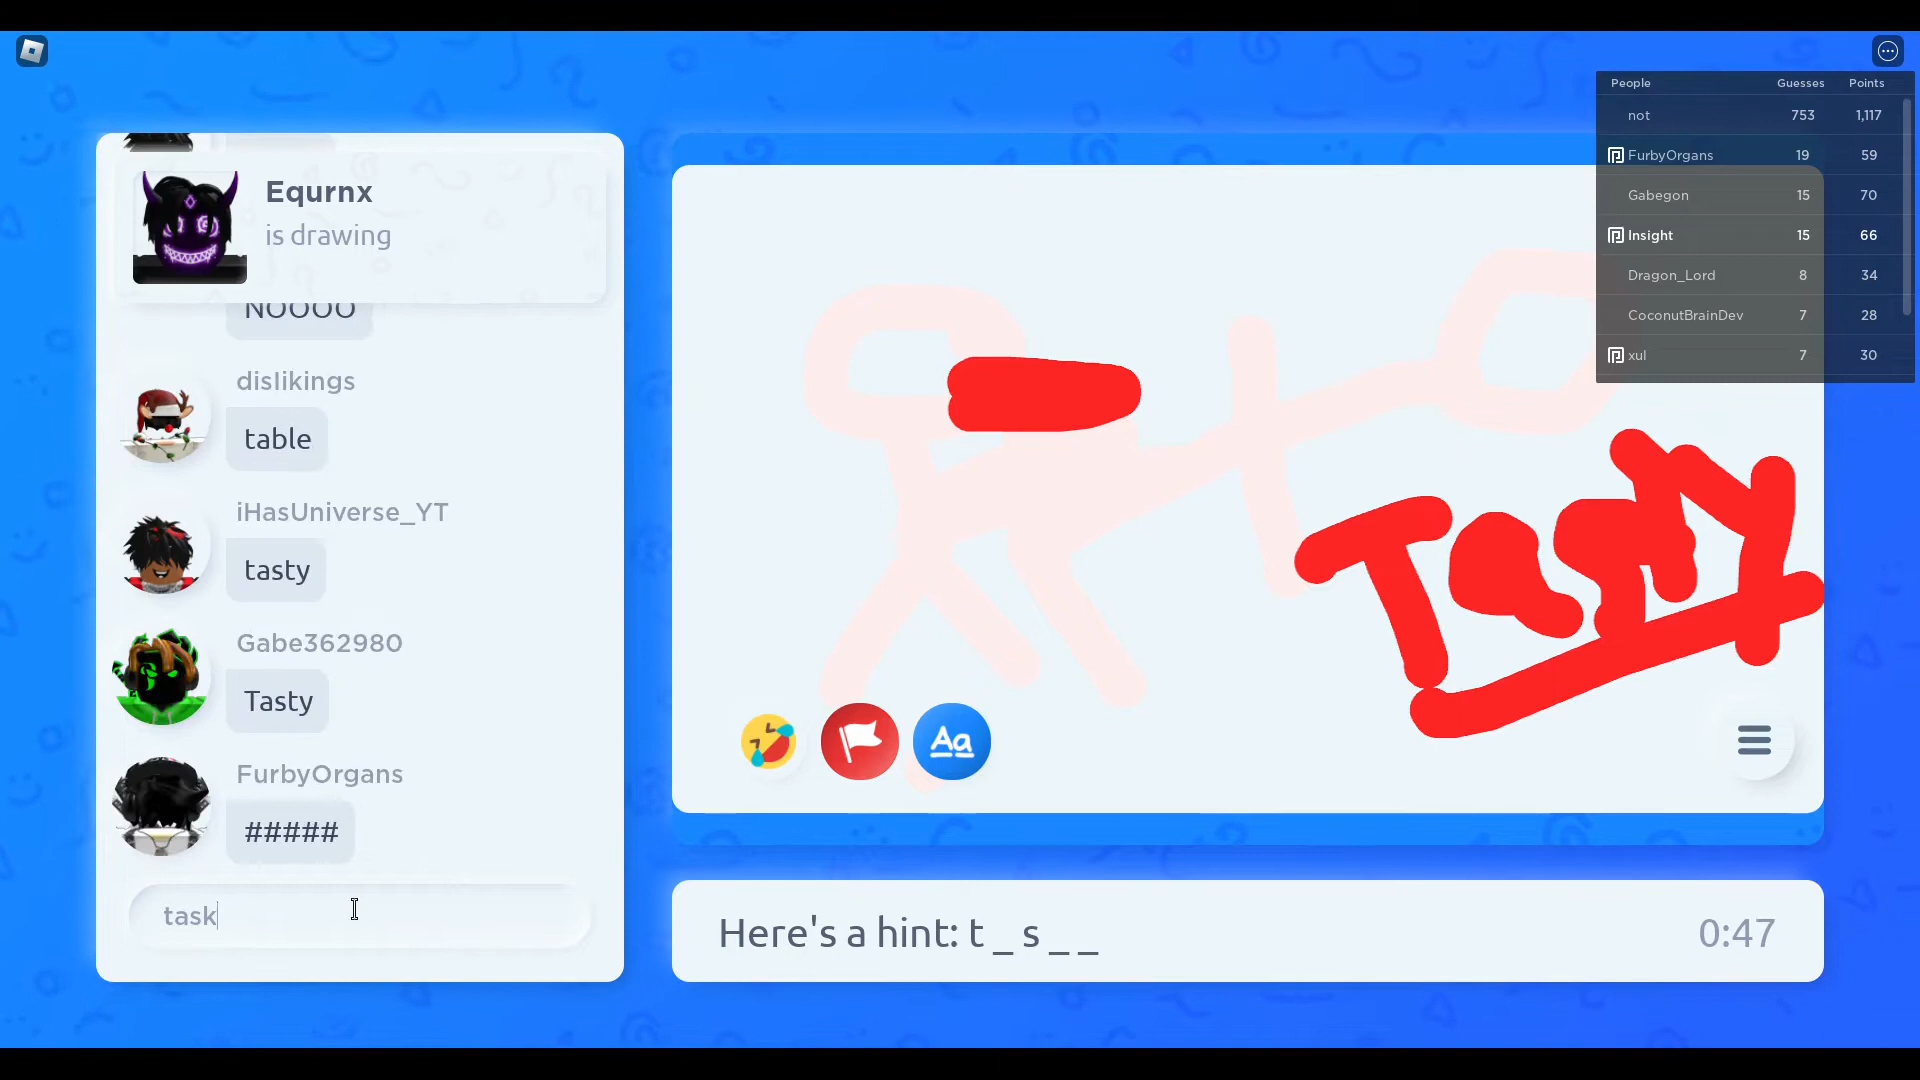 People Guesses Points
not 753 1,117
FurbyOrgans 19 59
Gabegon 15 70
Insight 15 66
Dragon_Lord 8 34
CoconutBrainDev 7 28
xul 7 30
Equrnx
is drawing
NOOOO
dislikings
table
iHasUniverse_YT
tasty
Gabe362980
Tasty
FurbyOrgans
#####
task
Aa
Here's a hint: t _ s _ _
0:47